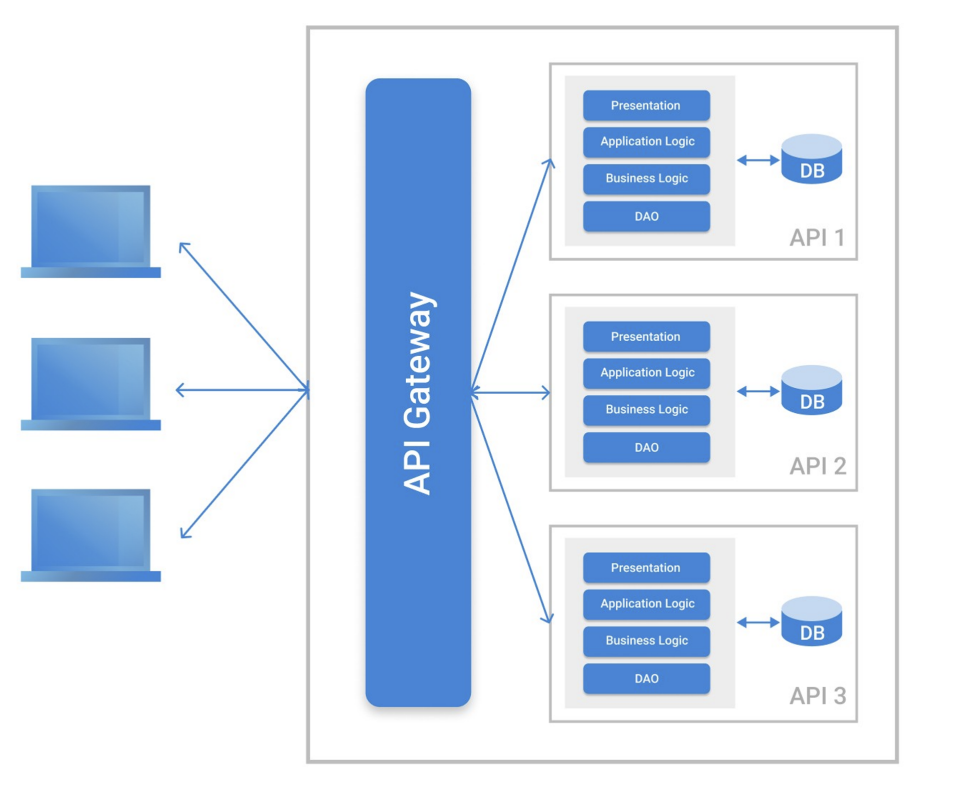 API Gateway
Presentation
Application Logic
Business Logic
DAO
DB
API 1
Presentation
Application Logic
Business Logic
DAO
DB
API 2
Presentation
Application Logic
Business Logic
DAO
DB
API 3